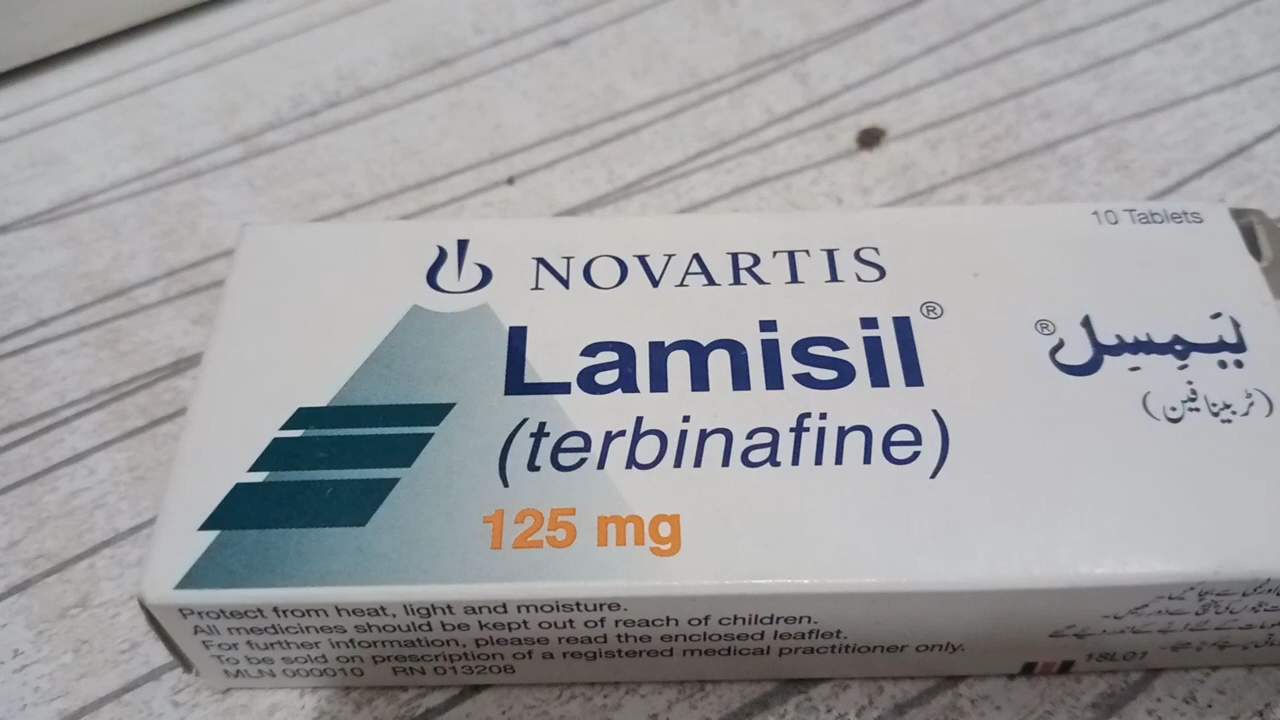 10 Tablets
NOVARTIS
Lamisil®
(terbinafine)
125 mg
لیَمِسِل®
(ٹربینافین)
Protect from heat, light and moisture.
All medicines should be kept out of reach of children.
For further information, please read the enclosed leaflet.
To be sold on prescription of a registered medical practitioner only.
MLN 000010 RN 013208
18L01